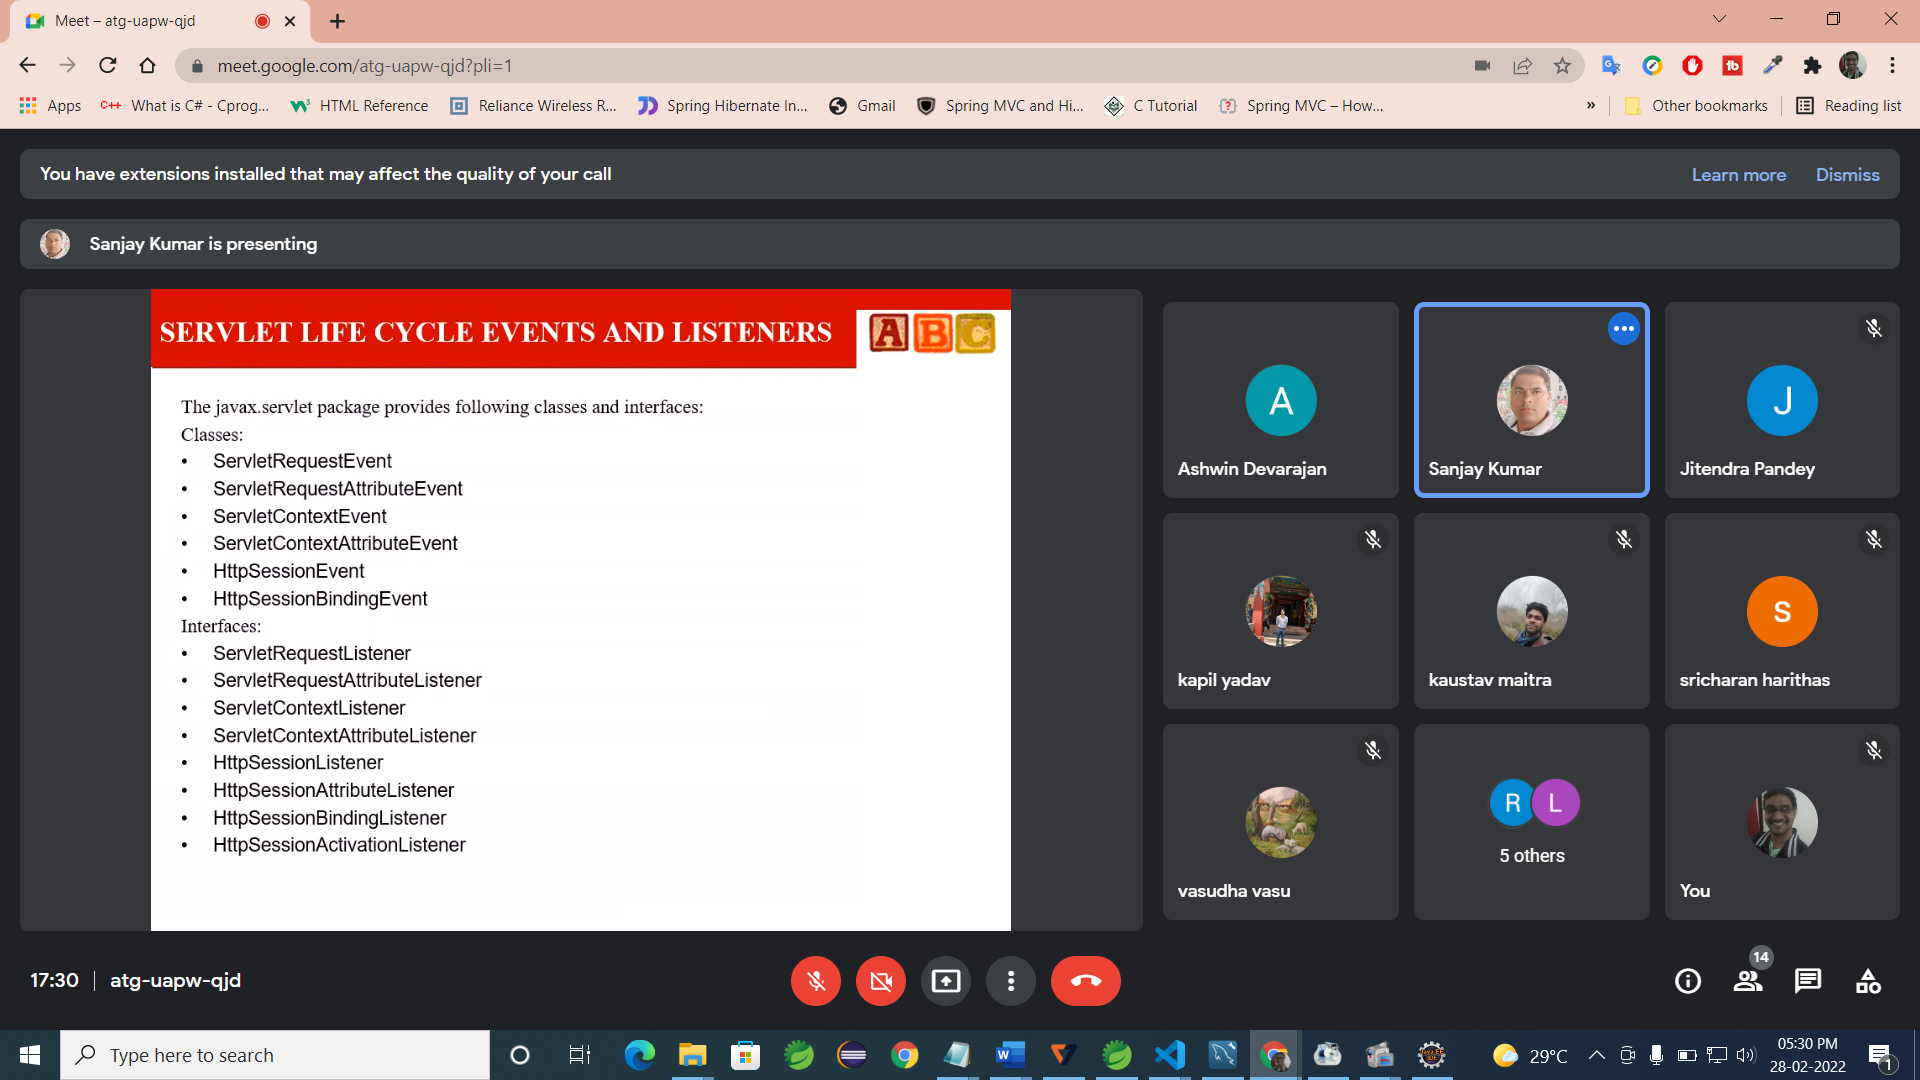 Meet – atg-uapw-qjd
meet.google.com/atg-uapw-qjd?pli=1
Apps
C++ What is C# - Cprog...
HTML Reference
Reliance Wireless R...
Spring Hibernate In...
Gmail
Spring MVC and Hi...
C Tutorial
Spring MVC – How...
»
Other bookmarks
Reading list
You have extensions installed that may affect the quality of your call
Learn more
Dismiss
Sanjay Kumar is presenting
SERVLET LIFE CYCLE EVENTS AND LISTENERS
ABC
The javax.servlet package provides following classes and interfaces:
Classes:
• ServletRequestEvent
• ServletRequestAttributeEvent
• ServletContextEvent
• ServletContextAttributeEvent
• HttpSessionEvent
• HttpSessionBindingEvent
Interfaces:
• ServletRequestListener
• ServletRequestAttributeListener
• ServletContextListener
• ServletContextAttributeListener
• HttpSessionListener
• HttpSessionAttributeListener
• HttpSessionBindingListener
• HttpSessionActivationListener
A
Ashwin Devarajan
Sanjay Kumar
J
Jitendra Pandey
kapil yadav
kaustav maitra
S
sricharan harithas
vasudha vasu
R L
5 others
You
17:30 | atg-uapw-qjd
14
Type here to search
29°C
05:30 PM
28-02-2022
1